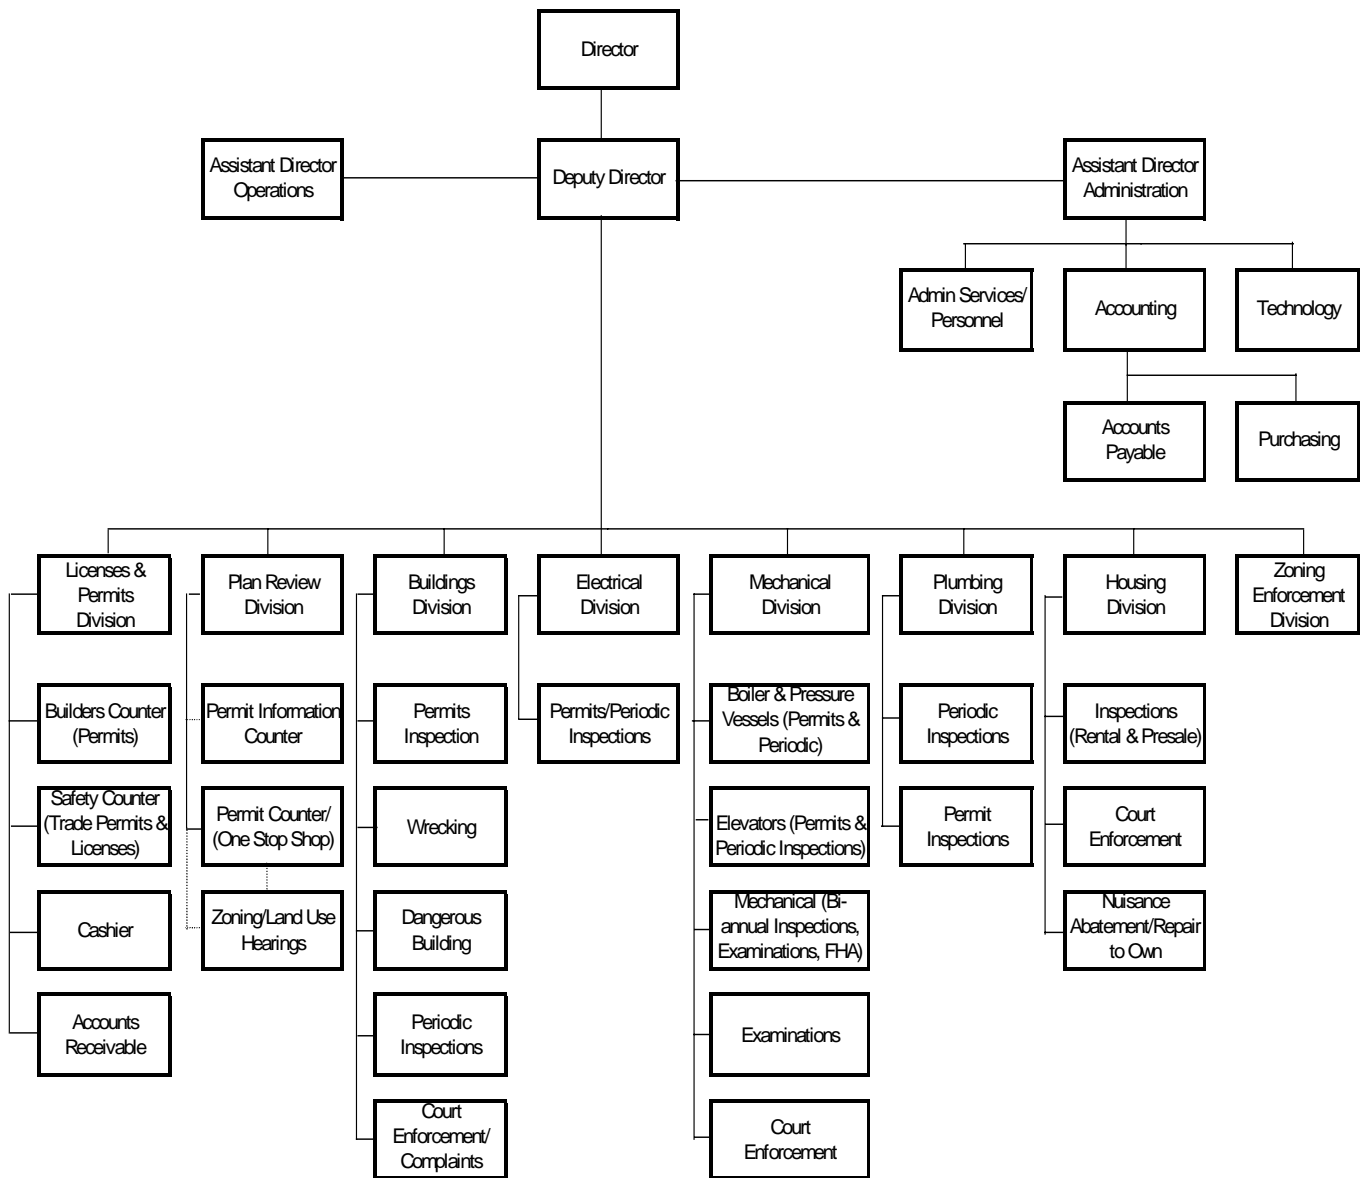 Director
Assistant Director
Operations
Deputy Director
Assistant Director
Administration
Admin Services/
Personnel
Accounting
Technology
Accounts
Payable
Purchasing
Licenses &
Permits
Division
Plan Review
Division
Buildings
Division
Electrical
Division
Mechanical
Division
Plumbing
Division
Housing
Division
Zoning
Enforcement
Division
Builders Counter
(Permits)
Permit Information
Counter
Permits
Inspection
Permits/Periodic
Inspections
Boiler & Pressure
Vessels (Permits &
Periodic)
Periodic
Inspections
Inspections
(Rental & Presale)
Safety Counter
(Trade Permits &
Licenses)
Permit Counter/
(One Stop Shop)
Wrecking
Elevators (Permits &
Periodic Inspections)
Permit
Inspections
Court
Enforcement
Cashier
Zoning/Land Use
Hearings
Dangerous
Building
Mechanical (Bi-
annual Inspections,
Examinations, FHA)
Nuisance
Abatement/Repair
to Own
Accounts
Receivable
Periodic
Inspections
Examinations
Court
Enforcement/
Complaints
Court
Enforcement